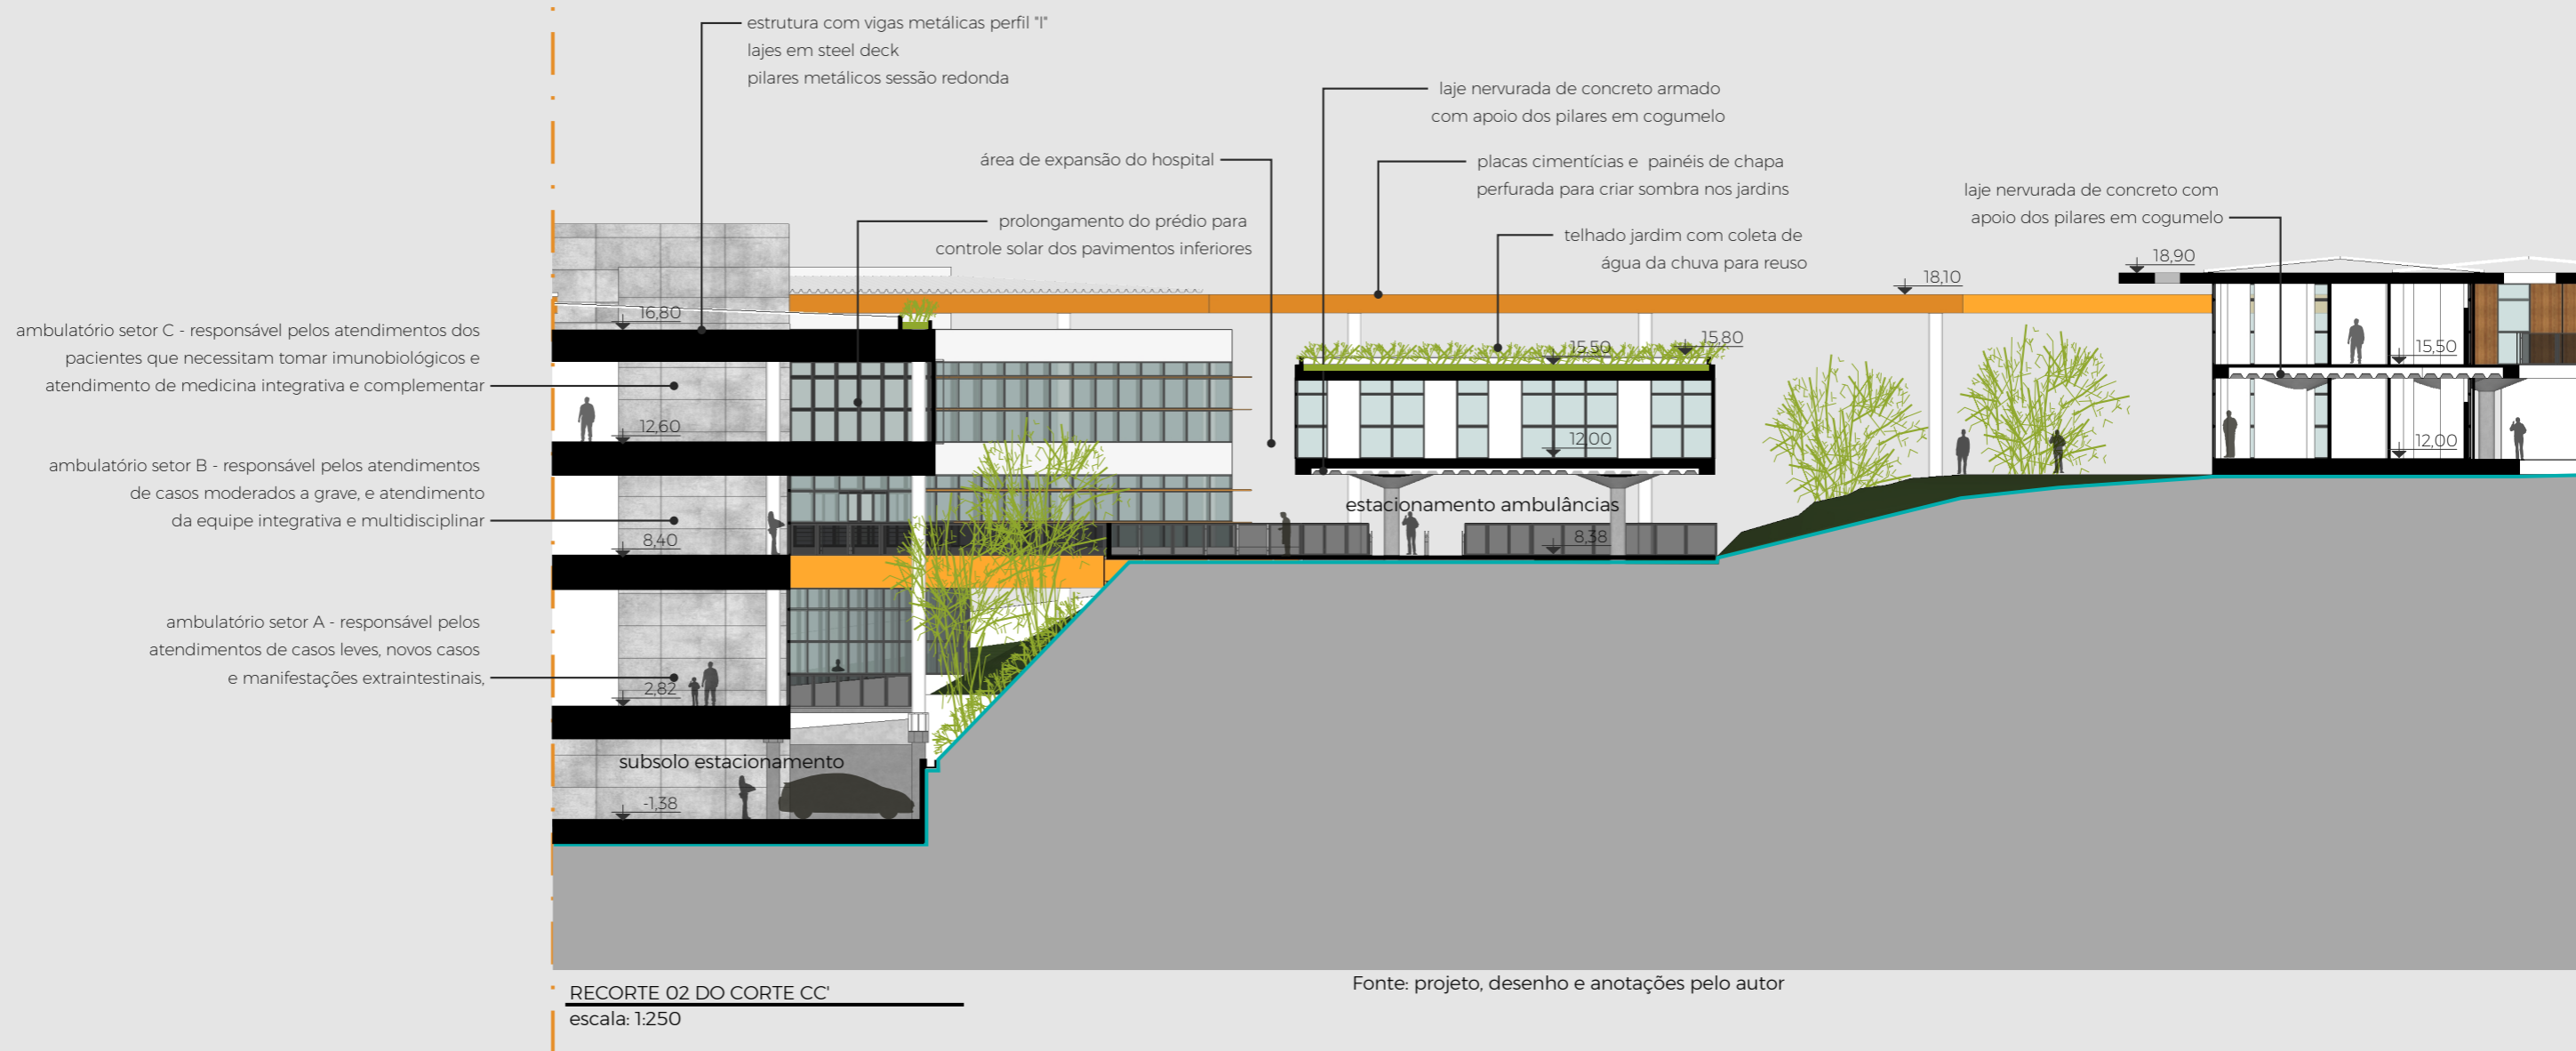 estrutura com vigas metálicas perfil "I"
lajes em steel deck
pilares metálicos sessão redonda
laje nervurada de concreto armado
com apoio dos pilares em cogumelo
área de expansão do hospital
placas cimentícias e painéis de chapa
perfurada para criar sombra nos jardins
laje nervurada de concreto com
apoio dos pilares em cogumelo
prolongamento do prédio para
controle solar dos pavimentos inferiores
telhado jardim com coleta de
água da chuva para reuso
18,90
18,10
16,80
15,80
15,50
15,50
ambulatório setor C - responsável pelos atendimentos dos
pacientes que necessitam tomar imunobiológicos e
atendimento de medicina integrativa e complementar
12,60
12,00
12,00
ambulatório setor B - responsável pelos atendimentos
de casos moderados a grave, e atendimento
da equipe integrativa e multidisciplinar
estacionamento ambulâncias
8,40
8,38
ambulatório setor A - responsável pelos
atendimentos de casos leves, novos casos
e manifestações extraintestinais,
2,82
subsolo estacionamento
-1,38
RECORTE 02 DO CORTE CC'
escala: 1:250
Fonte: projeto, desenho e anotações pelo autor